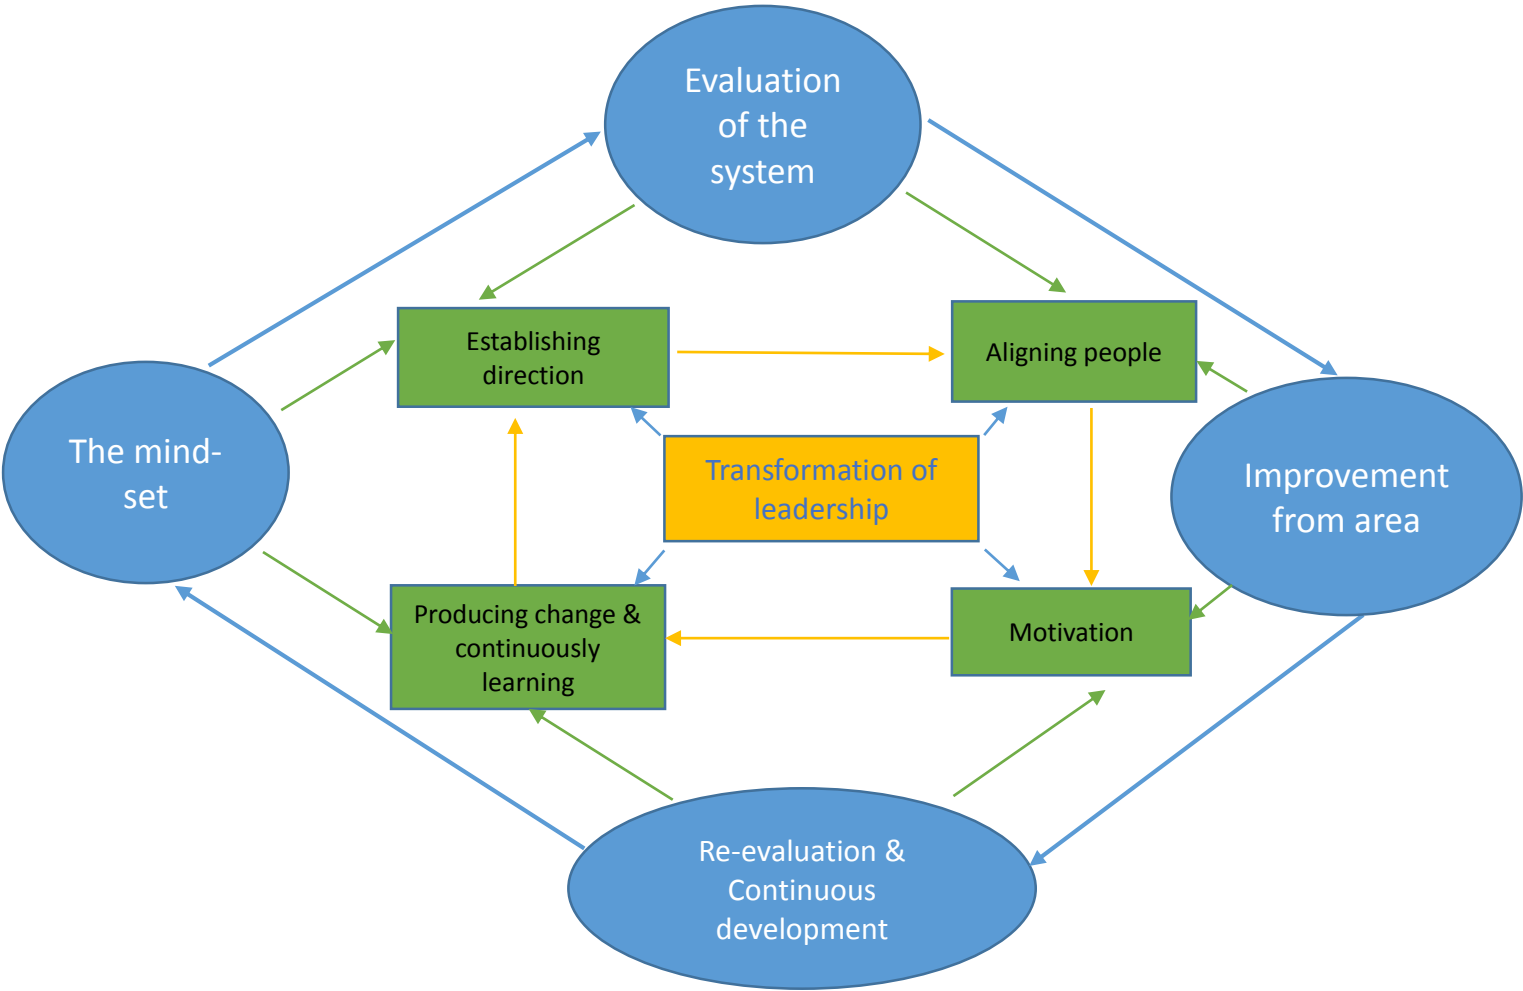 Evaluation
of the
system
Establishing
direction
Aligning people
The mind-
set
Transformation of
leadership
Improvement
from area
Producing change &
continuously
learning
Motivation
Re-evaluation &
Continuous
development